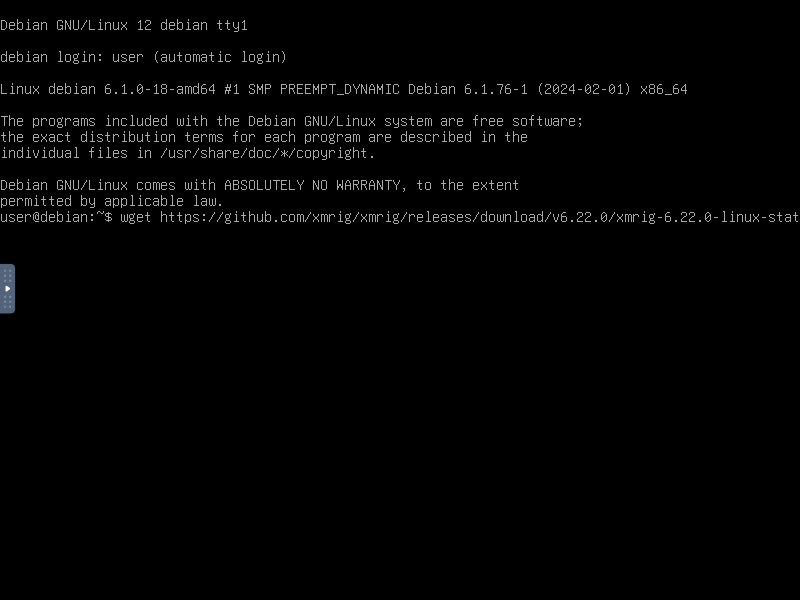 Debian GNU/Linux 12 debian tty1
debian login: user (automatic login)
Linux debian 6.1.0-18-amd64 #1 SMP PREEMPT_DYNAMIC Debian 6.1.76-1 (2024-02-01) x86_64
The programs included with the Debian GNU/Linux system are free software;
the exact distribution terms for each program are described in the
individual files in /usr/share/doc/*/copyright.
Debian GNU/Linux comes with ABSOLUTELY NO WARRANTY, to the extent
permitted by applicable law.
user@debian:~$ wget https://github.com/xmrig/xmrig/releases/download/v6.22.0/xmrig-6.22.0-linux-stat